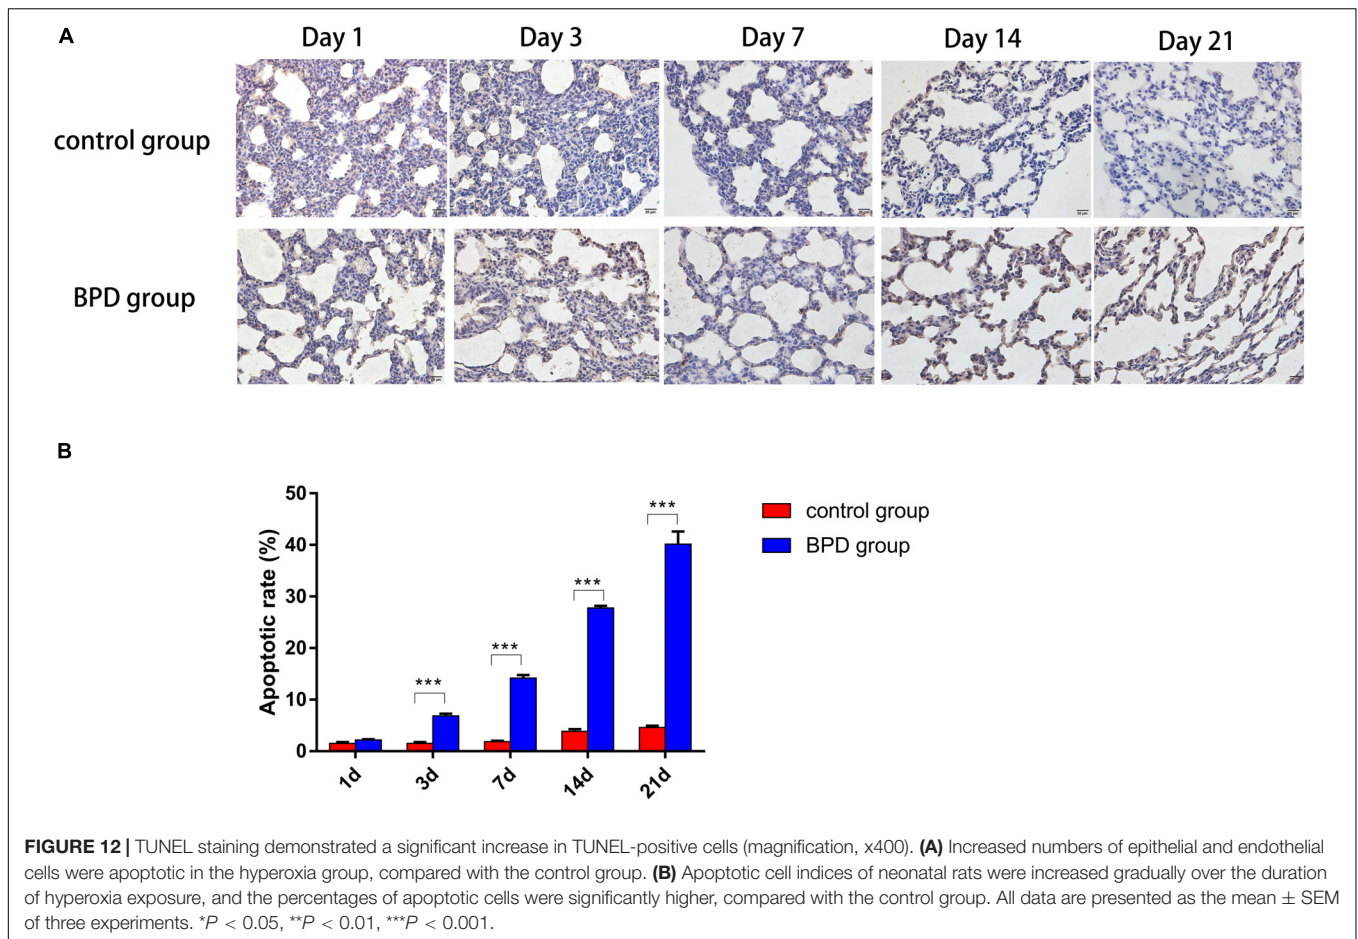 A
Day 1
Day 3
Day 7
Day 14
Day 21
control group
BPD group
B
Apoptotic rate (%)
50
40
30
20
10
0
***
***
***
***
1d
3d
7d
14d
21d
control group
BPD group
FIGURE 12 | TUNEL staining demonstrated a significant increase in TUNEL-positive cells (magnification, x400). (A) Increased numbers of epithelial and endothelial
cells were apoptotic in the hyperoxia group, compared with the control group. (B) Apoptotic cell indices of neonatal rats were increased gradually over the duration
of hyperoxia exposure, and the percentages of apoptotic cells were significantly higher, compared with the control group. All data are presented as the mean ± SEM
of three experiments. *P < 0.05, **P < 0.01, ***P < 0.001.